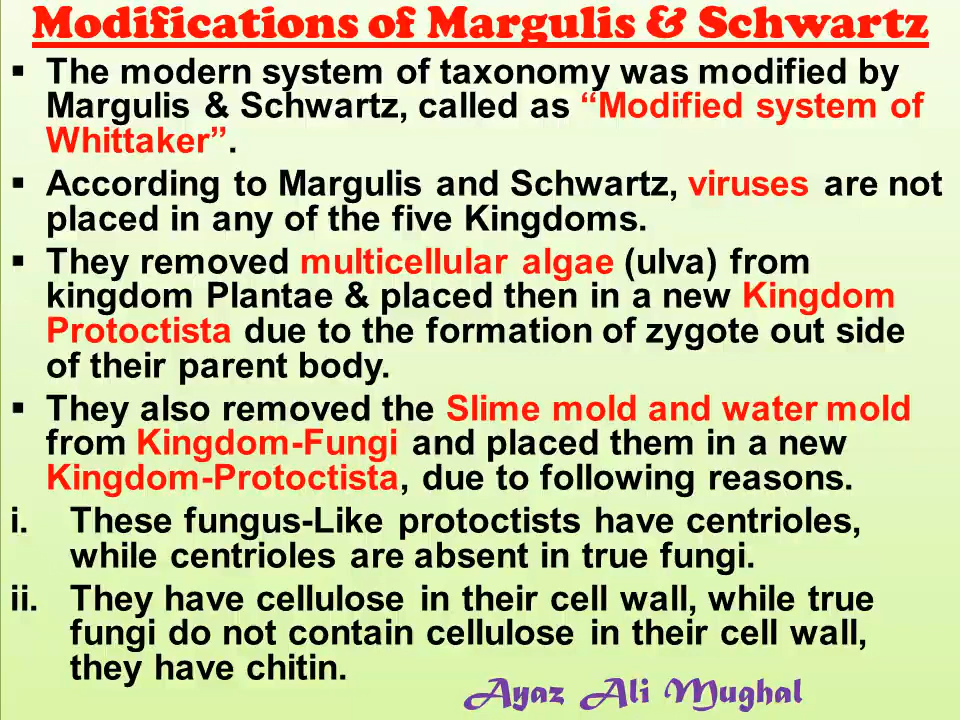 Modifications of Margulis & Schwartz
▪ The modern system of taxonomy was modified by
Margulis & Schwartz, called as “Modified system of
Whittaker”.
▪ According to Margulis and Schwartz, viruses are not
placed in any of the five Kingdoms.
▪ They removed multicellular algae (ulva) from
kingdom Plantae & placed then in a new Kingdom
Protoctista due to the formation of zygote out side
of their parent body.
▪ They also removed the Slime mold and water mold
from Kingdom-Fungi and placed them in a new
Kingdom-Protoctista, due to following reasons.
i. These fungus-Like protoctists have centrioles,
while centrioles are absent in true fungi.
ii. They have cellulose in their cell wall, while true
fungi do not contain cellulose in their cell wall,
they have chitin.
Ayaz Ali Mughal